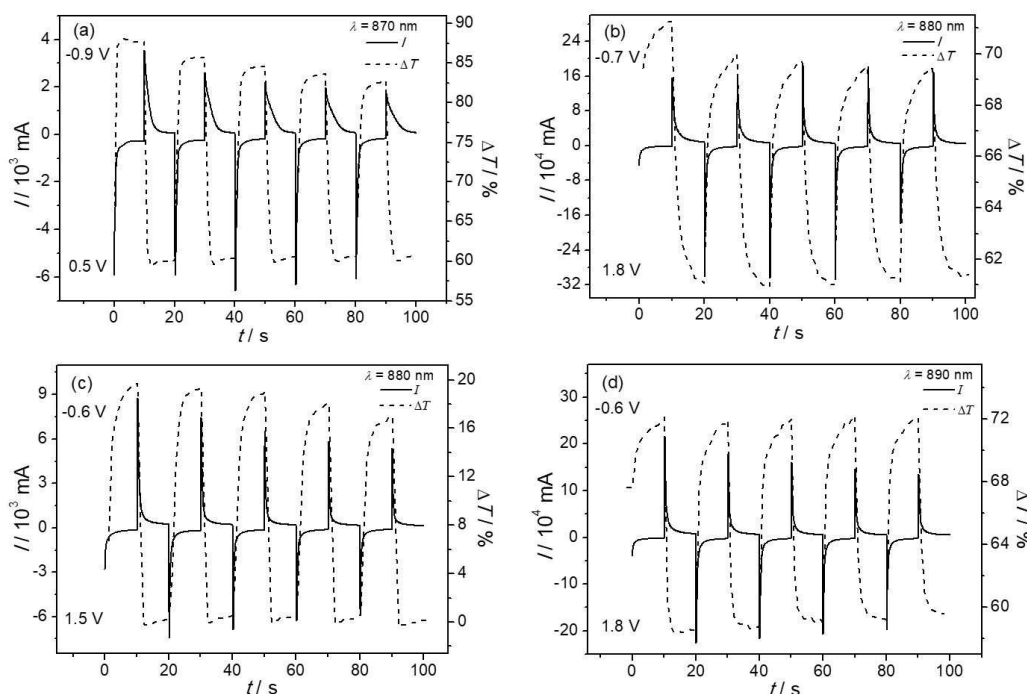 (a)
λ = 870 nm
I
ΔT
-0.9 V
0.5 V
4
2
0
-2
-4
-6
I / 10³ mA
90
85
80
75
70
65
60
55
ΔT / %
0 20 40 60 80 100
t / s
(b)
λ = 880 nm
I
ΔT
-0.7 V
1.8 V
28
24
16
8
0
-8
-16
-24
-32
I / 10⁴ mA
70
68
66
64
62
ΔT / %
0 20 40 60 80 100
t / s
(c)
λ = 880 nm
I
ΔT
-0.6 V
1.5 V
9
6
3
0
-3
-6
I / 10³ mA
20
16
12
8
4
0
ΔT / %
0 20 40 60 80 100
t / s
(d)
λ = 890 nm
I
ΔT
-0.6 V
1.8 V
30
20
10
0
-10
-20
I / 10⁴ mA
72
68
64
60
ΔT / %
0 20 40 60 80 100
t / s